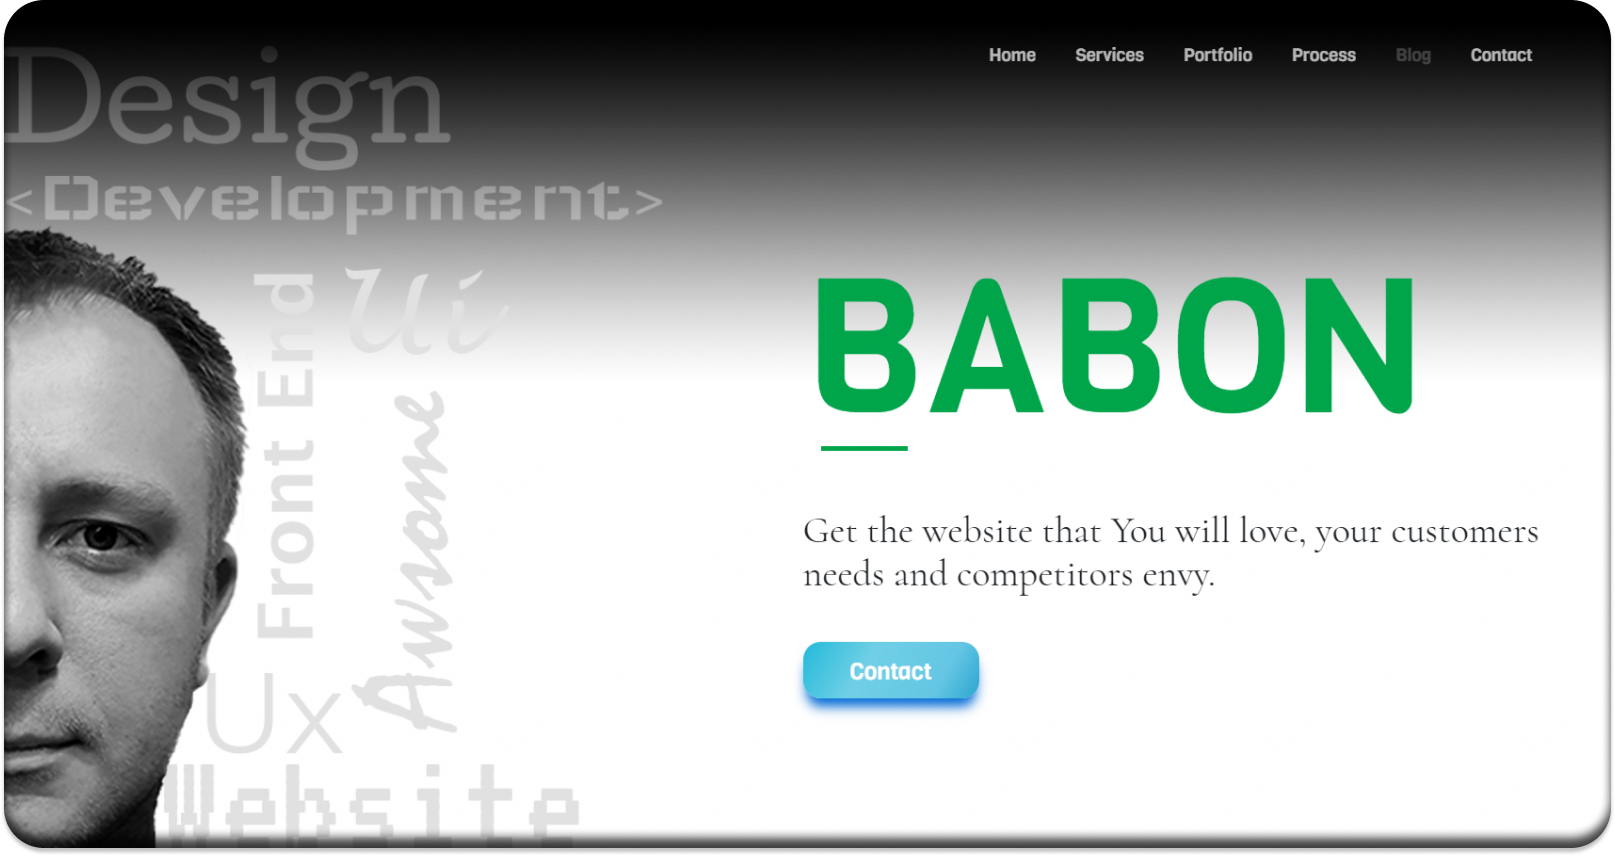 Home Services Portfolio Process Blog Contact
Design
<Development>
Front End
Ui
Awsome
Ux
Website
BABON
Get the website that You will love, your customers
needs and competitors envy.
Contact